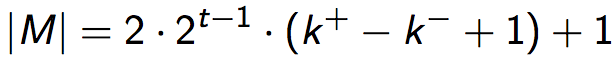 |M| = 2 · 2^{t−1} · (k⁺ − k⁻ + 1) + 1